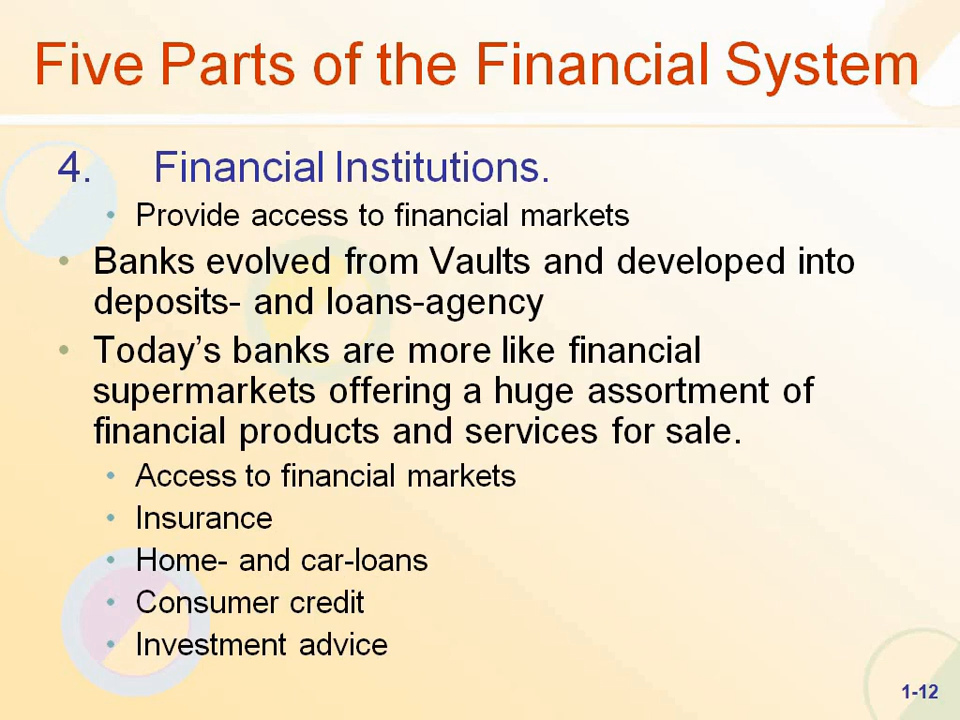 Five Parts of the Financial System
4. Financial Institutions.
• Provide access to financial markets
• Banks evolved from Vaults and developed into
deposits- and loans-agency
• Today’s banks are more like financial
supermarkets offering a huge assortment of
financial products and services for sale.
• Access to financial markets
• Insurance
• Home- and car-loans
• Consumer credit
• Investment advice
1-12